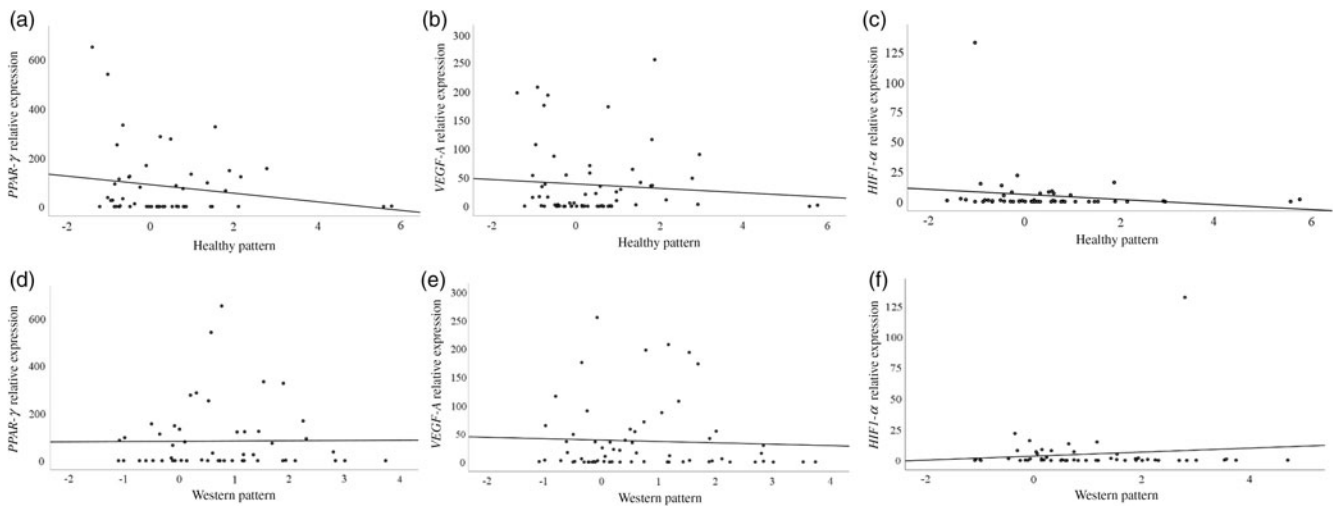 (a)
PPAR-γ relative expression
600
400
200
0
-2 0 2 4 6
Healthy pattern
(b)
VEGF-A relative expression
300
250
200
150
100
50
0
-2 0 2 4 6
Healthy pattern
(c)
HIF1-α relative expression
125
100
75
50
25
0
-2 0 2 4 6
Healthy pattern
(d)
PPAR-γ relative expression
600
400
200
0
-2 -1 0 1 2 3 4
Western pattern
(e)
VEGF-A relative expression
300
250
200
150
100
50
0
-2 -1 0 1 2 3 4
Western pattern
(f)
HIF1-α relative expression
125
100
75
50
25
0
-2 0 2 4
Western pattern